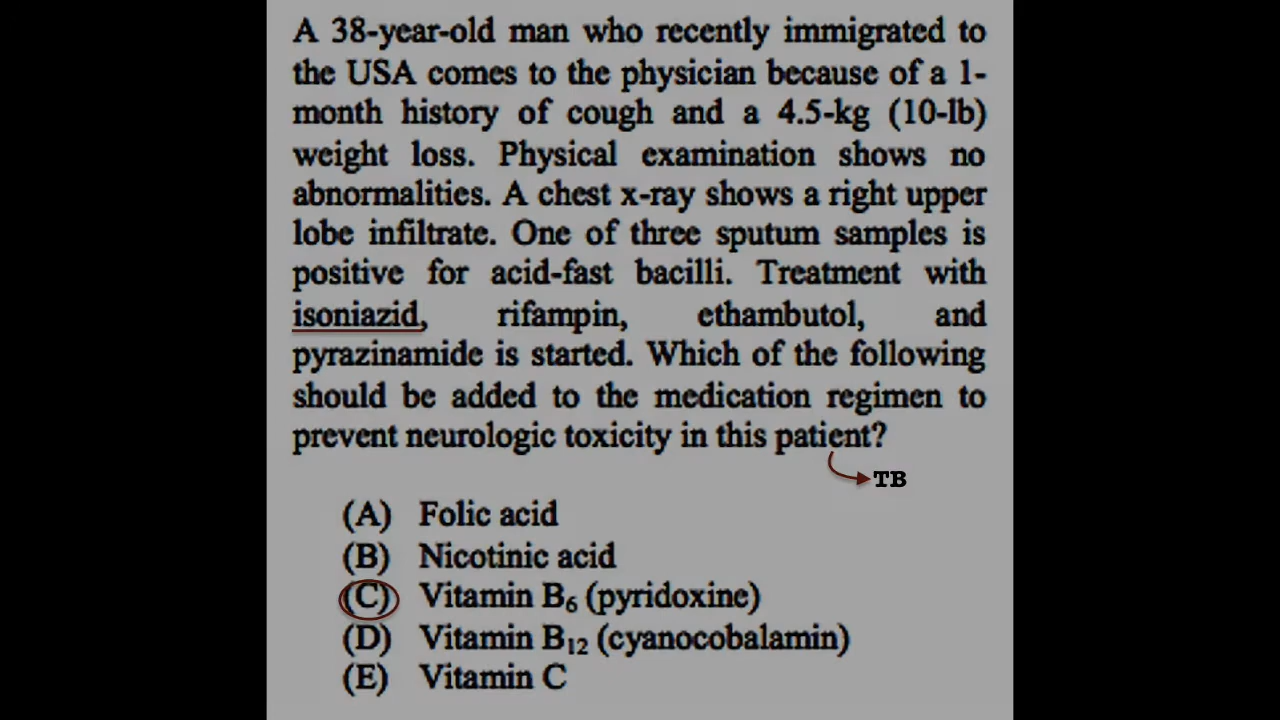 A 38-year-old man who recently immigrated to
the USA comes to the physician because of a 1-
month history of cough and a 4.5-kg (10-lb)
weight loss. Physical examination shows no
abnormalities. A chest x-ray shows a right upper
lobe infiltrate. One of three sputum samples is
positive for acid-fast bacilli. Treatment with
isoniazid, rifampin, ethambutol, and
pyrazinamide is started. Which of the following
should be added to the medication regimen to
prevent neurologic toxicity in this patient?
TB
(A) Folic acid
(B) Nicotinic acid
(C) Vitamin B₆ (pyridoxine)
(D) Vitamin B₁₂ (cyanocobalamin)
(E) Vitamin C